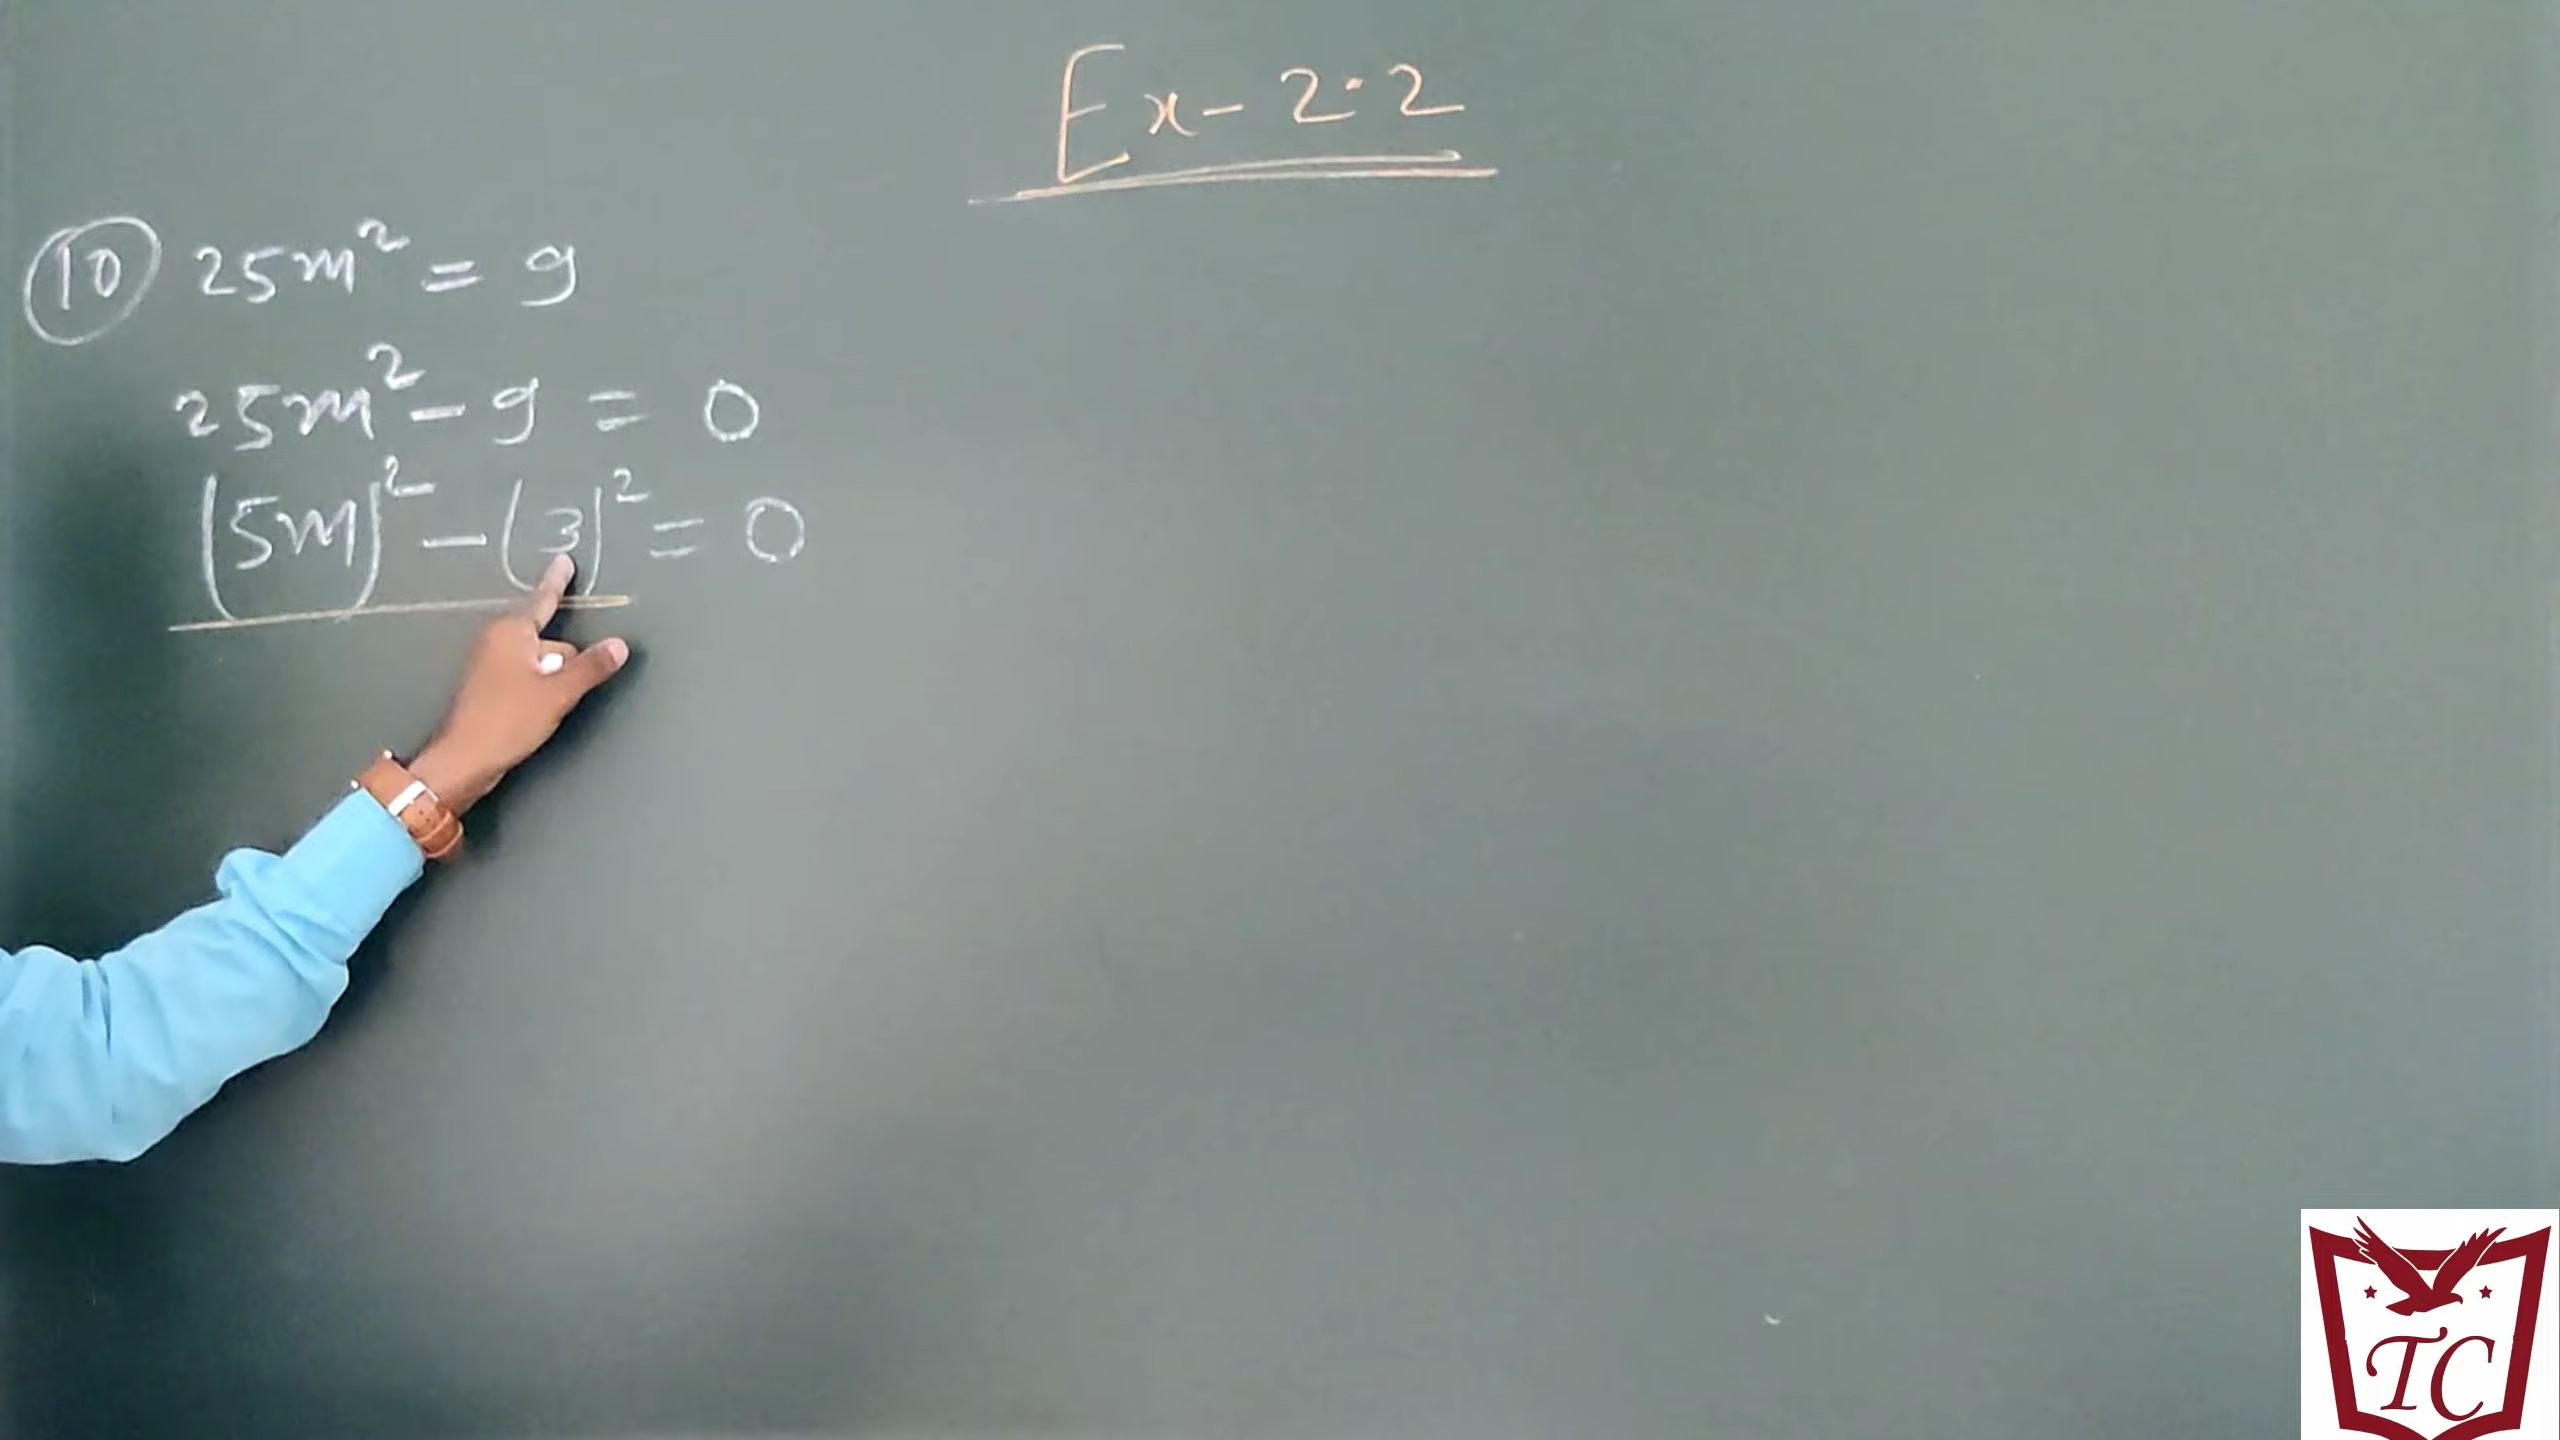 Ex - 2.2
10 25m² = 9
25m² - 9 = 0
(5m)² - (3)² = 0
TC